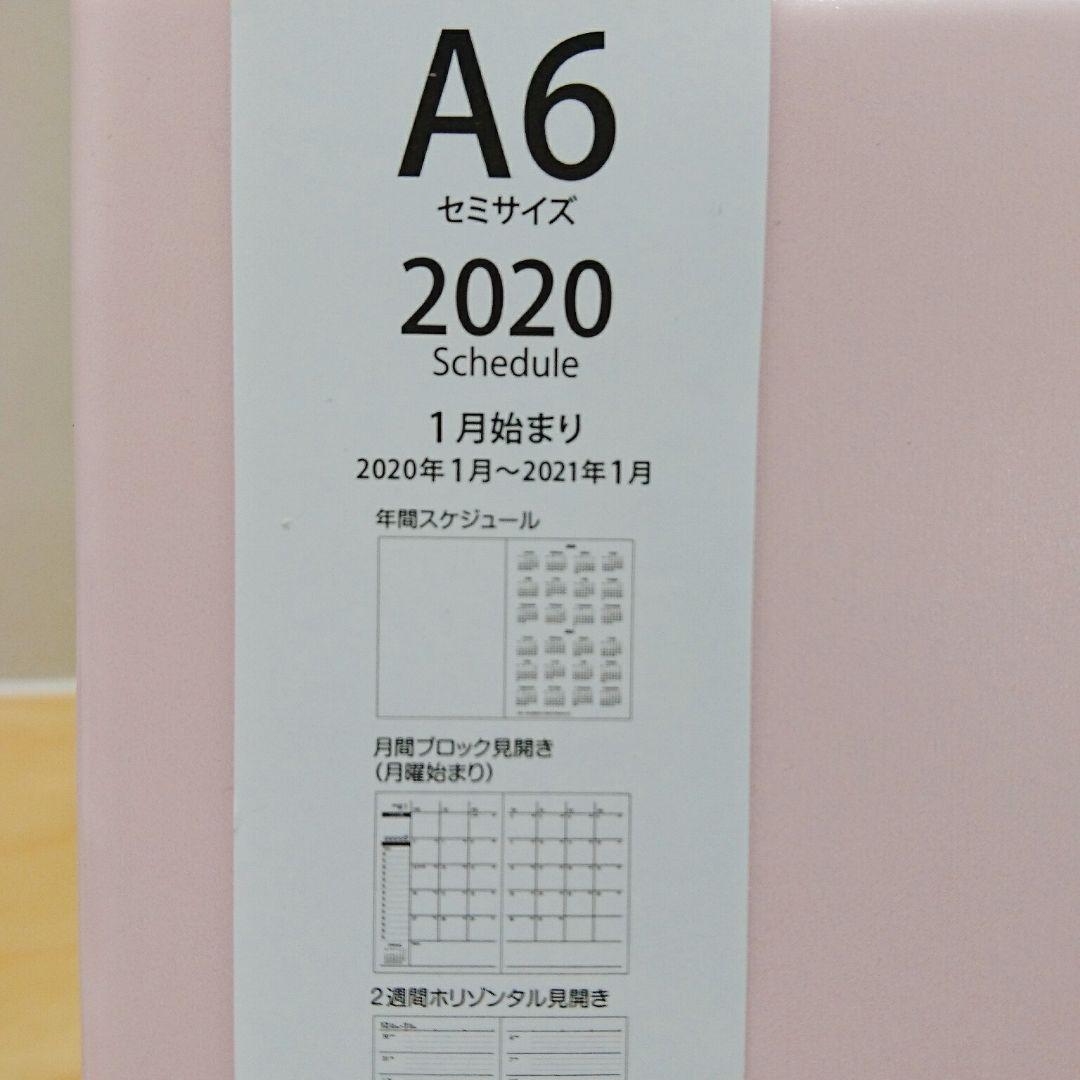 A6
セミサイズ
2020
Schedule
1月始まり
2020年1月〜2021年1月
年間スケジュール
月間ブロック見開き
（月曜始まり）
2週間ホリゾンタル見開き